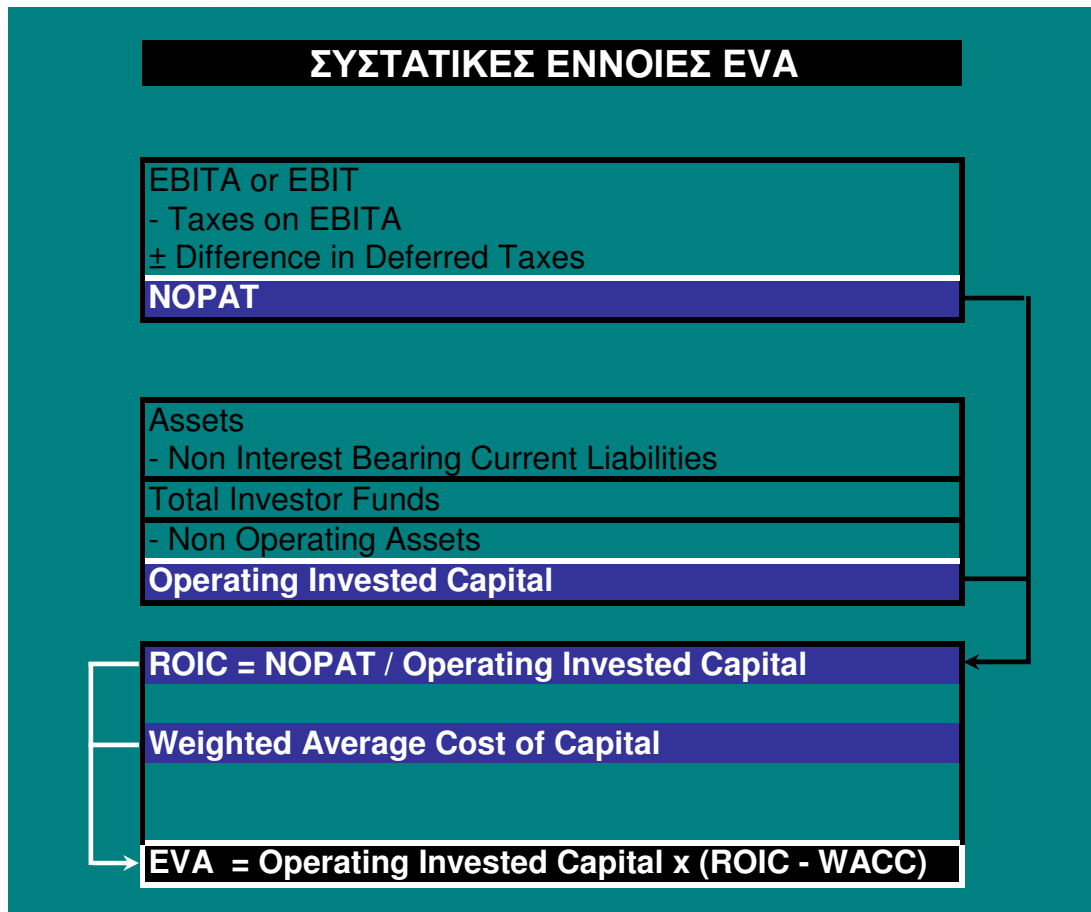 ΣΥΣΤΑΤΙΚΕΣ ΕΝΝΟΙΕΣ EVA
EBITA or EBIT
- Taxes on EBITA
± Difference in Deferred Taxes
NOPAT
Assets
- Non Interest Bearing Current Liabilities
Total Investor Funds
- Non Operating Assets
Operating Invested Capital
ROIC = NOPAT / Operating Invested Capital
Weighted Average Cost of Capital
EVA = Operating Invested Capital x (ROIC - WACC)